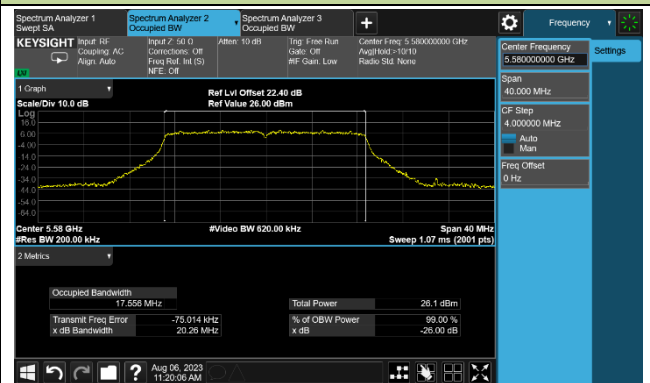 Spectrum Analyzer 1
Swept SA
Spectrum Analyzer 2
Occupied BW
Spectrum Analyzer 3
Occupied BW
+
Frequency
KEYSIGHT
Input: RF
Coupling: AC
Align: Auto
Input Z: 50 Ω
Corrections: Off
Freq Ref: Int (S)
NFE: Off
Atten: 10 dB
Trig: Free Run
Gate: Off
#IF Gain: Low
Center Freq: 5.580000000 GHz
Avg|Hold:>10/10
Radio Std: None
LXI
Center Frequency
5.580000000 GHz
Settings
Span
40.000 MHz
CF Step
4.000000 MHz
Auto
Man
Freq Offset
0 Hz
1 Graph
Scale/Div 10.0 dB
Ref Lvl Offset 22.40 dB
Ref Value 26.00 dBm
Log
16.0
6.00
-4.00
-14.0
-24.0
-34.0
-44.0
-54.0
-64.0
Center 5.58 GHz
#Res BW 200.00 kHz
#Video BW 620.00 kHz
Span 40 MHz
Sweep 1.07 ms (2001 pts)
2 Metrics
Occupied Bandwidth
17.556 MHz
Total Power 26.1 dBm
Transmit Freq Error -75.014 kHz
% of OBW Power 99.00 %
x dB Bandwidth 20.26 MHz
x dB -26.00 dB
?
Aug 06, 2023
11:20:06 AM